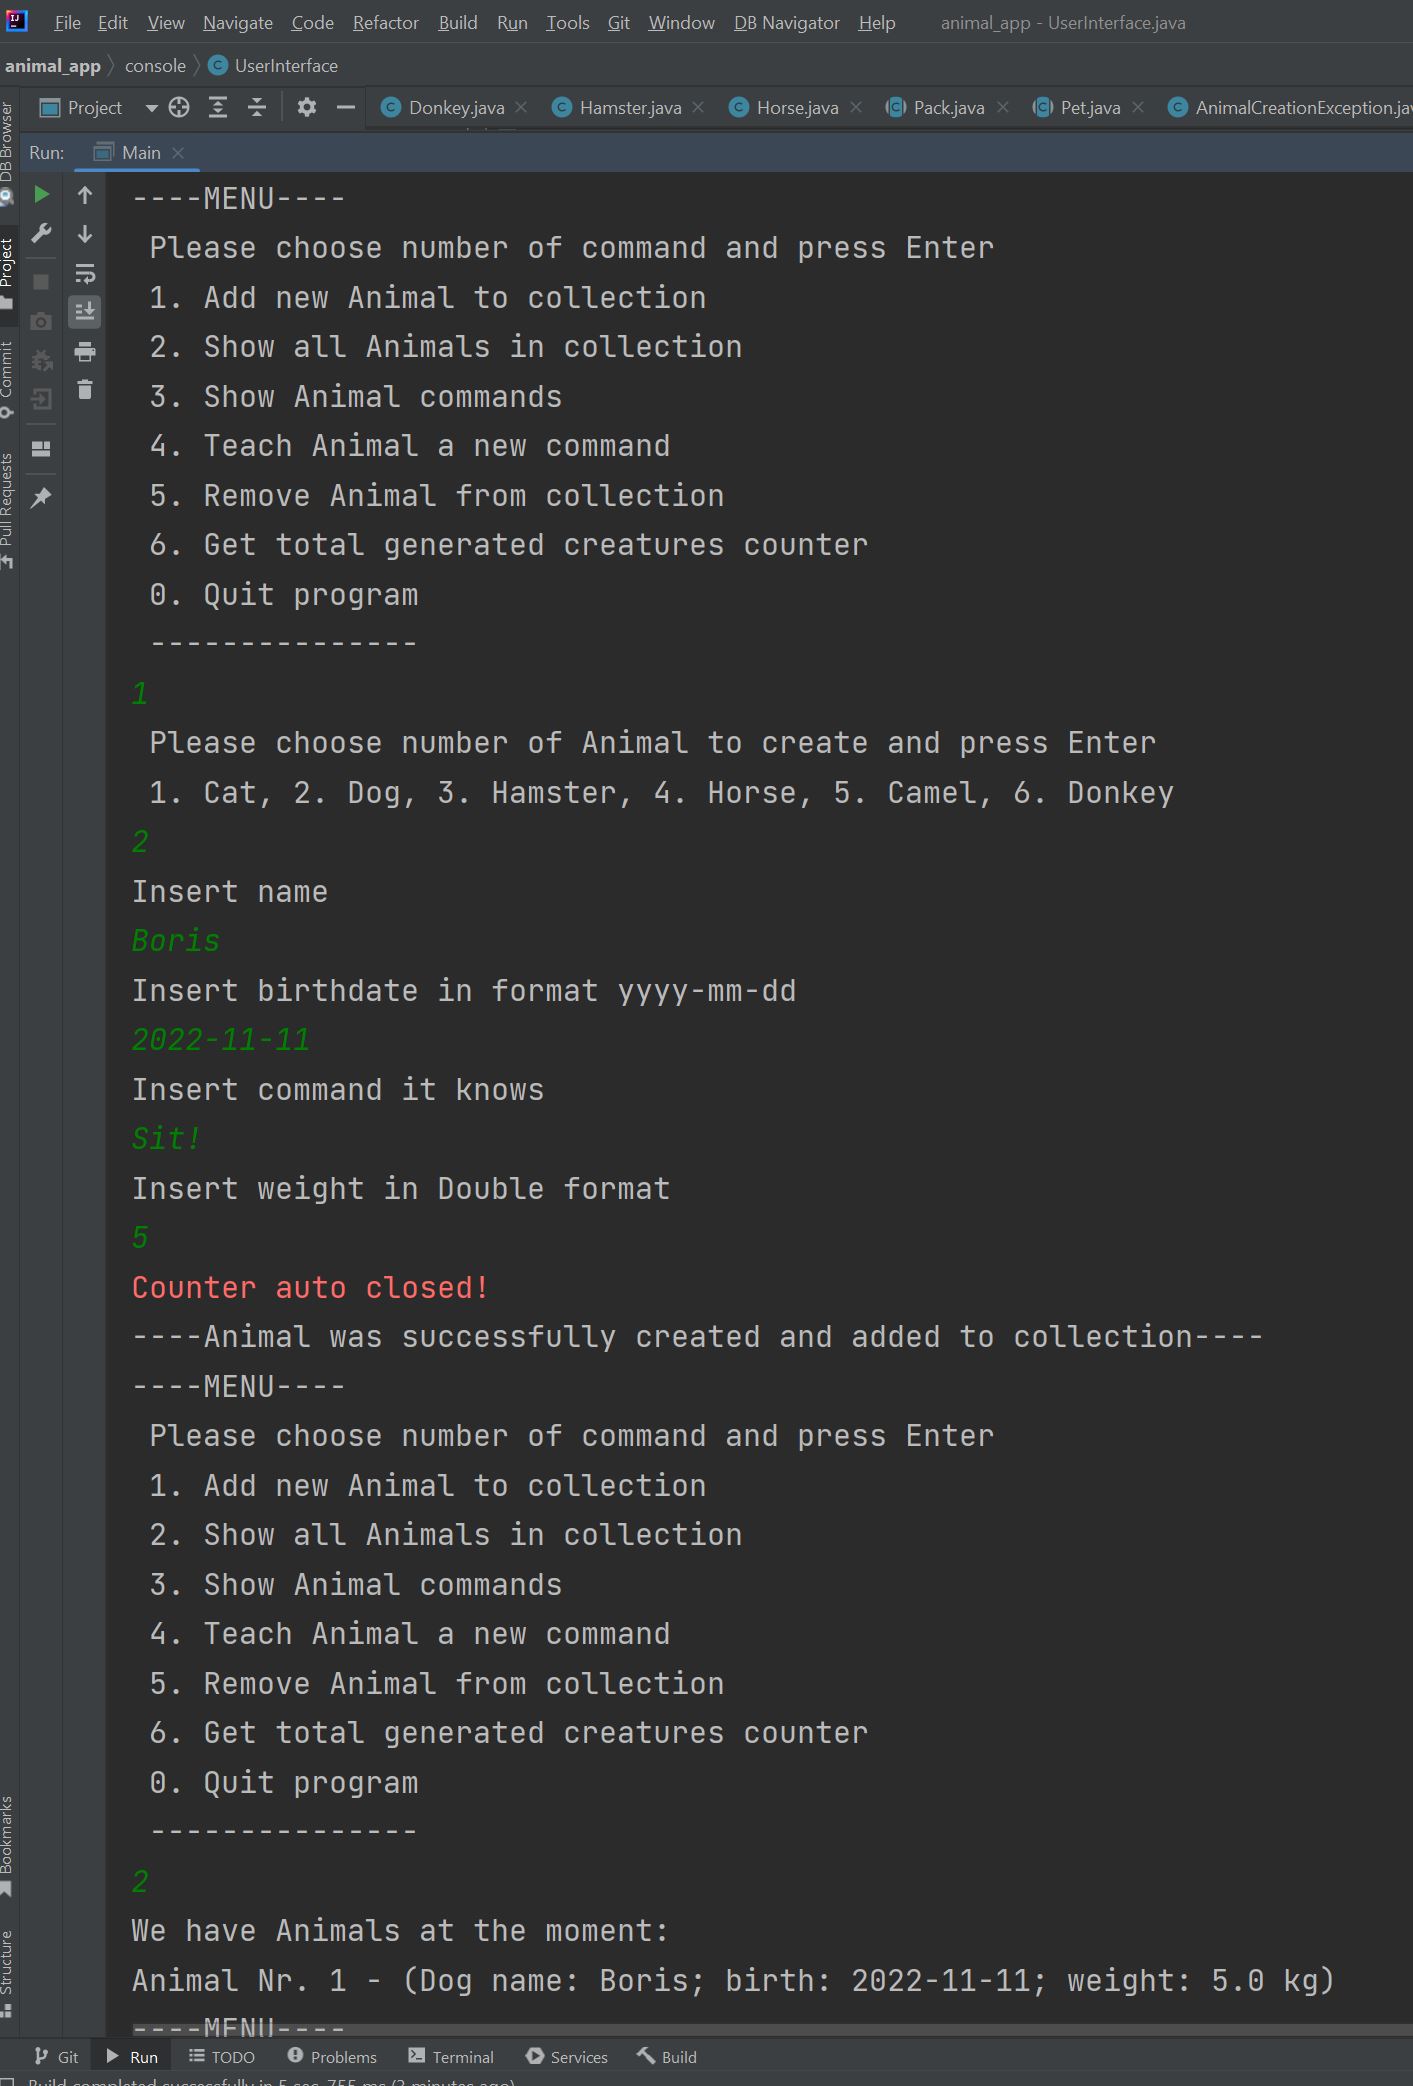 File Edit View Navigate Code Refactor Build Run Tools Git Window DB Navigator Help animal_app - UserInterface.java
animal_app console UserInterface
Project Donkey.java Hamster.java Horse.java Pack.java Pet.java AnimalCreationException.jav
Run: Main
DB Browser
Project
Commit
Pull Requests
Bookmarks
Structure
----MENU----
Please choose number of command and press Enter
1. Add new Animal to collection
2. Show all Animals in collection
3. Show Animal commands
4. Teach Animal a new command
5. Remove Animal from collection
6. Get total generated creatures counter
0. Quit program
---------------
1
Please choose number of Animal to create and press Enter
1. Cat, 2. Dog, 3. Hamster, 4. Horse, 5. Camel, 6. Donkey
2
Insert name
Boris
Insert birthdate in format yyyy-mm-dd
2022-11-11
Insert command it knows
Sit!
Insert weight in Double format
5
Counter auto closed!
----Animal was successfully created and added to collection----
----MENU----
Please choose number of command and press Enter
1. Add new Animal to collection
2. Show all Animals in collection
3. Show Animal commands
4. Teach Animal a new command
5. Remove Animal from collection
6. Get total generated creatures counter
0. Quit program
---------------
2
We have Animals at the moment:
Animal Nr. 1 - (Dog name: Boris; birth: 2022-11-11; weight: 5.0 kg)
----MENU----
Git Run TODO Problems Terminal Services Build
Build completed successfully in 5 sec, 755 ms (3 minutes ago)